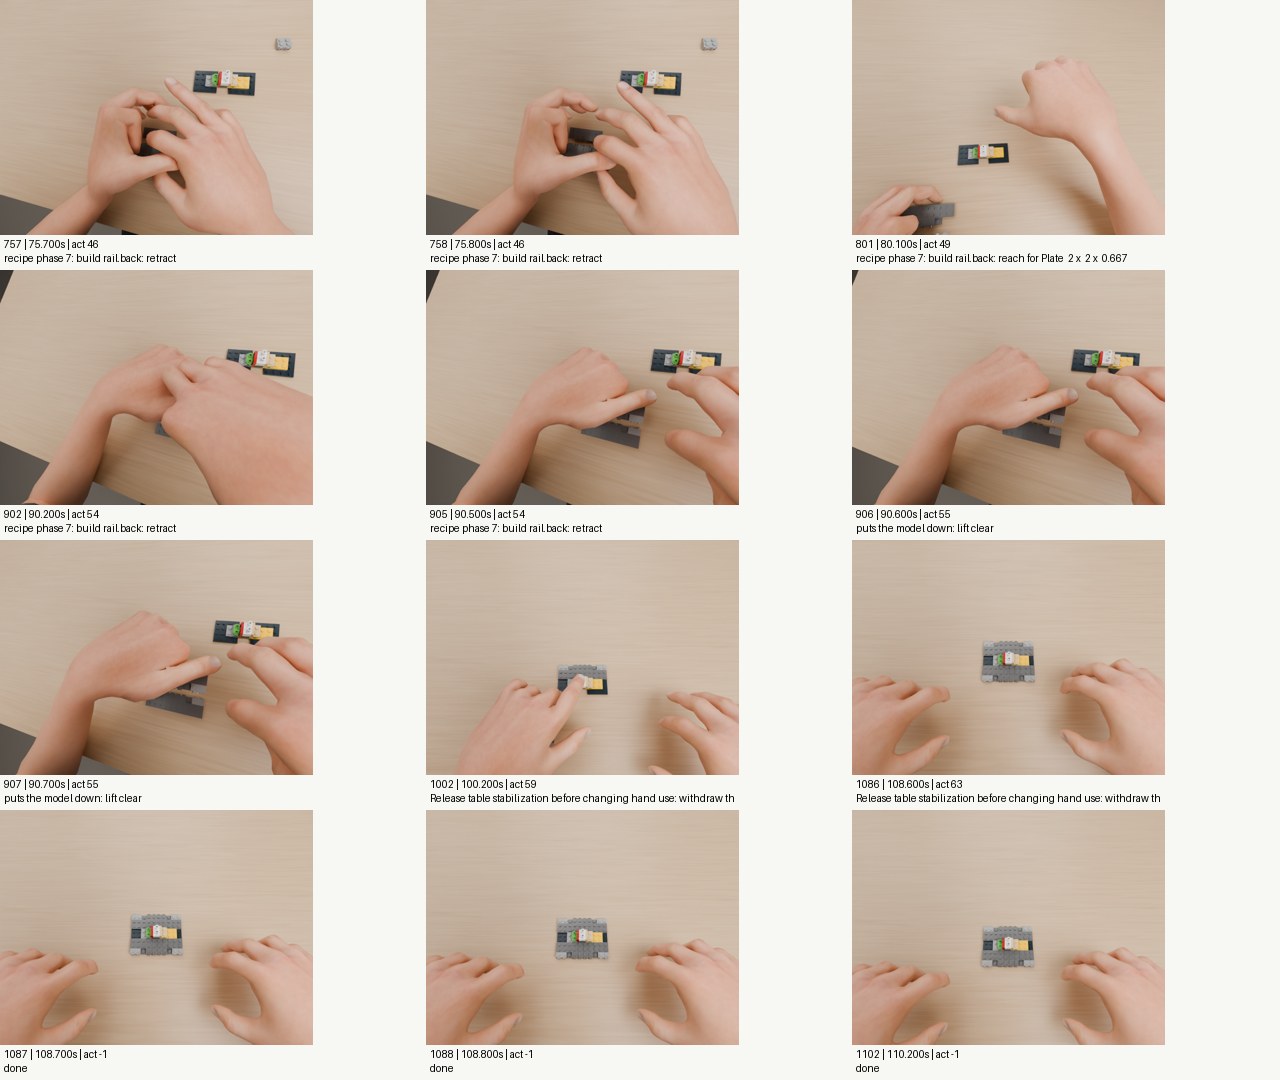 757 | 75.700s | act 46
recipe phase 7: build rail.back: retract
758 | 75.800s | act 46
recipe phase 7: build rail.back: retract
801 | 80.100s | act 49
recipe phase 7: build rail.back: reach for Plate 2 x 2 x 0.667
902 | 90.200s | act 54
recipe phase 7: build rail.back: retract
905 | 90.500s | act 54
recipe phase 7: build rail.back: retract
906 | 90.600s | act 55
puts the model down: lift clear
907 | 90.700s | act 55
puts the model down: lift clear
1002 | 100.200s | act 59
Release table stabilization before changing hand use: withdraw th
1086 | 108.600s | act 63
Release table stabilization before changing hand use: withdraw th
1087 | 108.700s | act -1
done
1088 | 108.800s | act -1
done
1102 | 110.200s | act -1
done